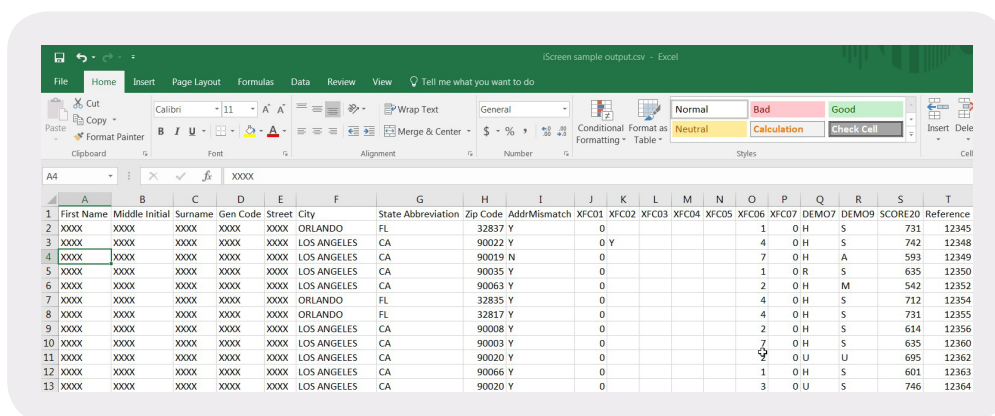 iScreen sample output.csv - Excel
File Home Insert Page Layout Formulas Data Review View Tell me what you want to do
Cut
Copy
Format Painter
Paste
Calibri 11 A A
B I U A
Wrap Text
Merge & Center
General
$ % ,
Conditional Formatting
Format as Table
Normal Bad Good
Neutral Calculation Check Cell
Insert Dele
Clipboard Font Alignment Number Styles Cell
A4 fx XXXX
A B C D E F G H I J K L M N O P Q R S T
1 First Name Middle Initial Surname Gen Code Street City State Abbreviation Zip Code AddrMismatch XFC01 XFC02 XFC03 XFC04 XFC05 XFC06 XFC07 DEMO7 DEMO9 SCORE20 Reference
2 XXXX XXXX XXXX XXXX XXXX ORLANDO FL 32837 Y 0 1 0 H S 731 12345
3 XXXX XXXX XXXX XXXX XXXX LOS ANGELES CA 90022 Y 0 Y 4 0 H S 742 12348
4 XXXX XXXX XXXX XXXX XXXX LOS ANGELES CA 90019 N 0 7 0 H A 593 12349
5 XXXX XXXX XXXX XXXX XXXX LOS ANGELES CA 90035 Y 0 1 0 R S 635 12350
6 XXXX XXXX XXXX XXXX XXXX LOS ANGELES CA 90063 Y 0 2 0 H M 542 12352
7 XXXX XXXX XXXX XXXX XXXX ORLANDO FL 32835 Y 0 4 0 H S 712 12354
8 XXXX XXXX XXXX XXXX XXXX ORLANDO FL 32817 Y 0 4 0 H S 731 12355
9 XXXX XXXX XXXX XXXX XXXX LOS ANGELES CA 90008 Y 0 2 0 H S 614 12356
10 XXXX XXXX XXXX XXXX XXXX LOS ANGELES CA 90003 Y 0 7 0 H S 635 12360
11 XXXX XXXX XXXX XXXX XXXX LOS ANGELES CA 90020 Y 0 0 U U 695 12362
12 XXXX XXXX XXXX XXXX XXXX LOS ANGELES CA 90066 Y 0 1 0 H S 601 12363
13 XXXX XXXX XXXX XXXX XXXX LOS ANGELES CA 90020 Y 0 3 0 U S 746 12364